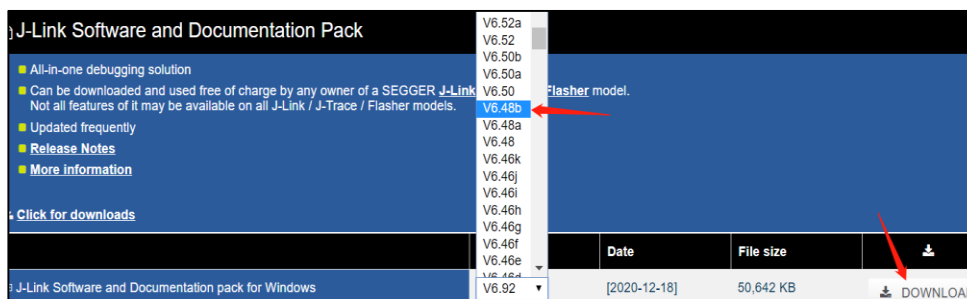 J-Link Software and Documentation Pack
All-in-one debugging solution
Can be downloaded and used free of charge by any owner of a SEGGER J-Link Flasher model.
Not all features of it may be available on all J-Link / J-Trace / Flasher models.
Updated frequently
Release Notes
More information
Click for downloads
V6.52a
V6.52
V6.50b
V6.50a
V6.50
V6.48b
V6.48a
V6.48
V6.46k
V6.46j
V6.46i
V6.46h
V6.46g
V6.46f
V6.46e
V6.46d
Date File size
J-Link Software and Documentation pack for Windows V6.92 [2020-12-18] 50,642 KB DOWNLOA